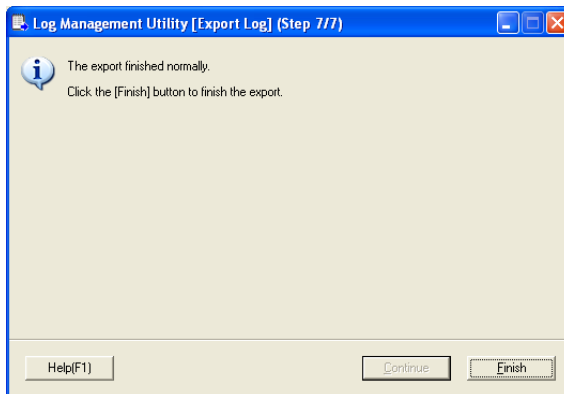 Log Management Utility [Export Log] (Step 7/7)
The export finished normally.
Click the [Finish] button to finish the export.
Help(F1)
Continue
Finish